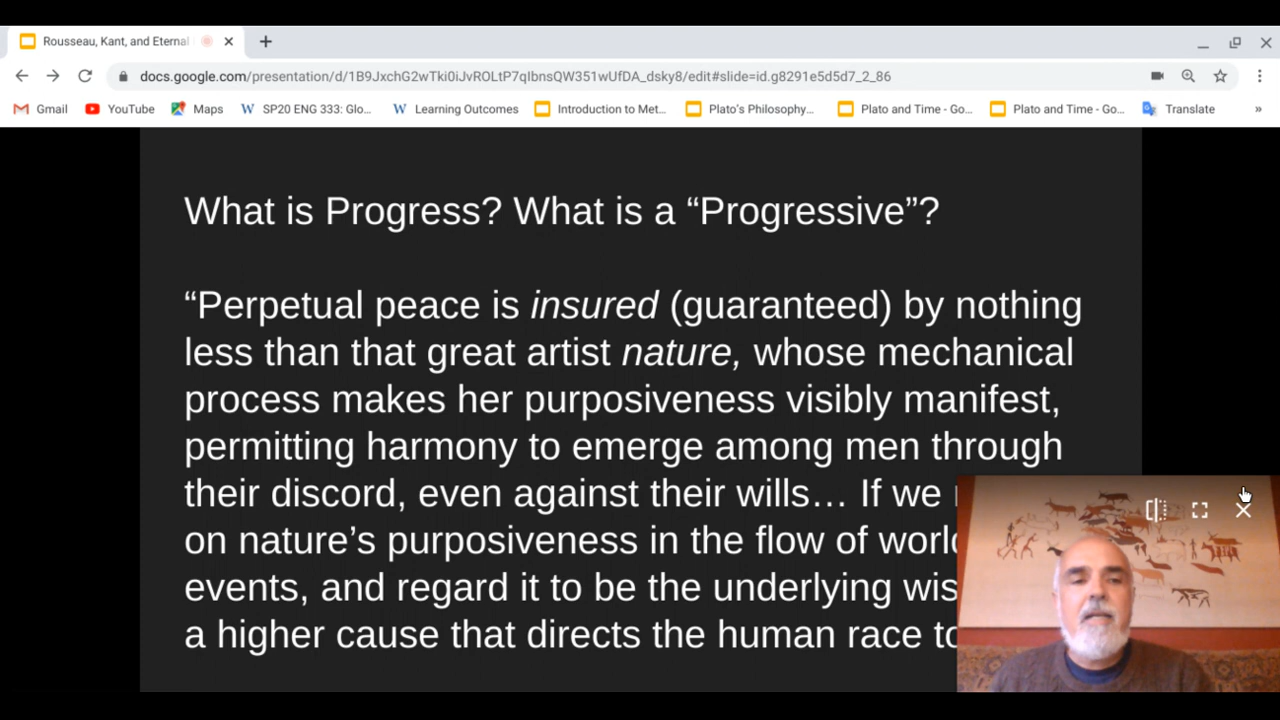 Rousseau, Kant, and Eternal
docs.google.com/presentation/d/1B9JxchG2wTki0iJvROLtP7qIbnsQW351wUfDA_dsky8/edit#slide=id.g8291e5d5d7_2_86
Gmail YouTube Maps SP20 ENG 333: Glo... Learning Outcomes Introduction to Met... Plato's Philosophy... Plato and Time - Go... Plato and Time - Go... Translate »
What is Progress? What is a “Progressive”?
“Perpetual peace is insured (guaranteed) by nothing
less than that great artist nature, whose mechanical
process makes her purposiveness visibly manifest,
permitting harmony to emerge among men through
their discord, even against their wills… If we
on nature’s purposiveness in the flow of
events, and regard it to be the underlying
a higher cause that directs the human race